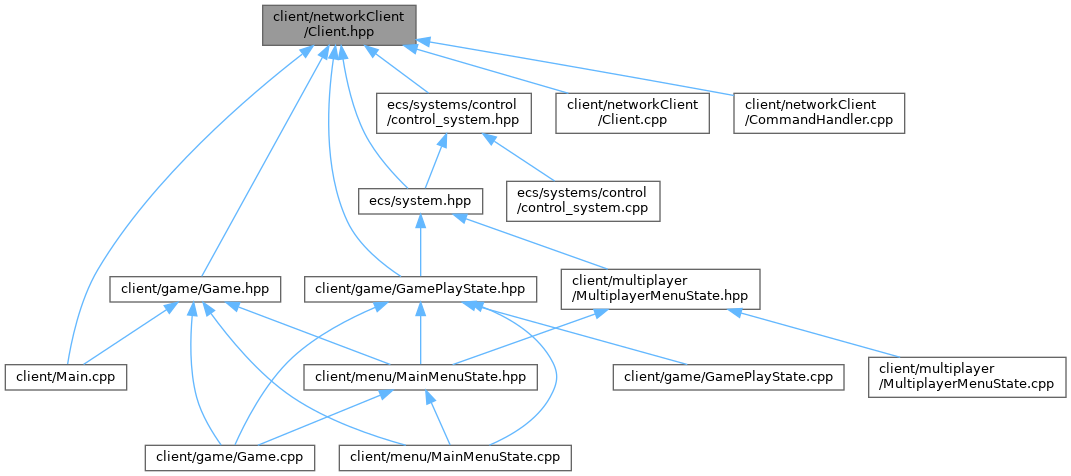 client/networkClient
/Client.hpp
ecs/systems/control
/control_system.hpp
client/networkClient
/Client.cpp
client/networkClient
/CommandHandler.cpp
ecs/system.hpp
ecs/systems/control
/control_system.cpp
client/game/Game.hpp
client/game/GamePlayState.hpp
client/multiplayer
/MultiplayerMenuState.hpp
client/Main.cpp
client/menu/MainMenuState.hpp
client/game/GamePlayState.cpp
client/multiplayer
/MultiplayerMenuState.cpp
client/game/Game.cpp
client/menu/MainMenuState.cpp